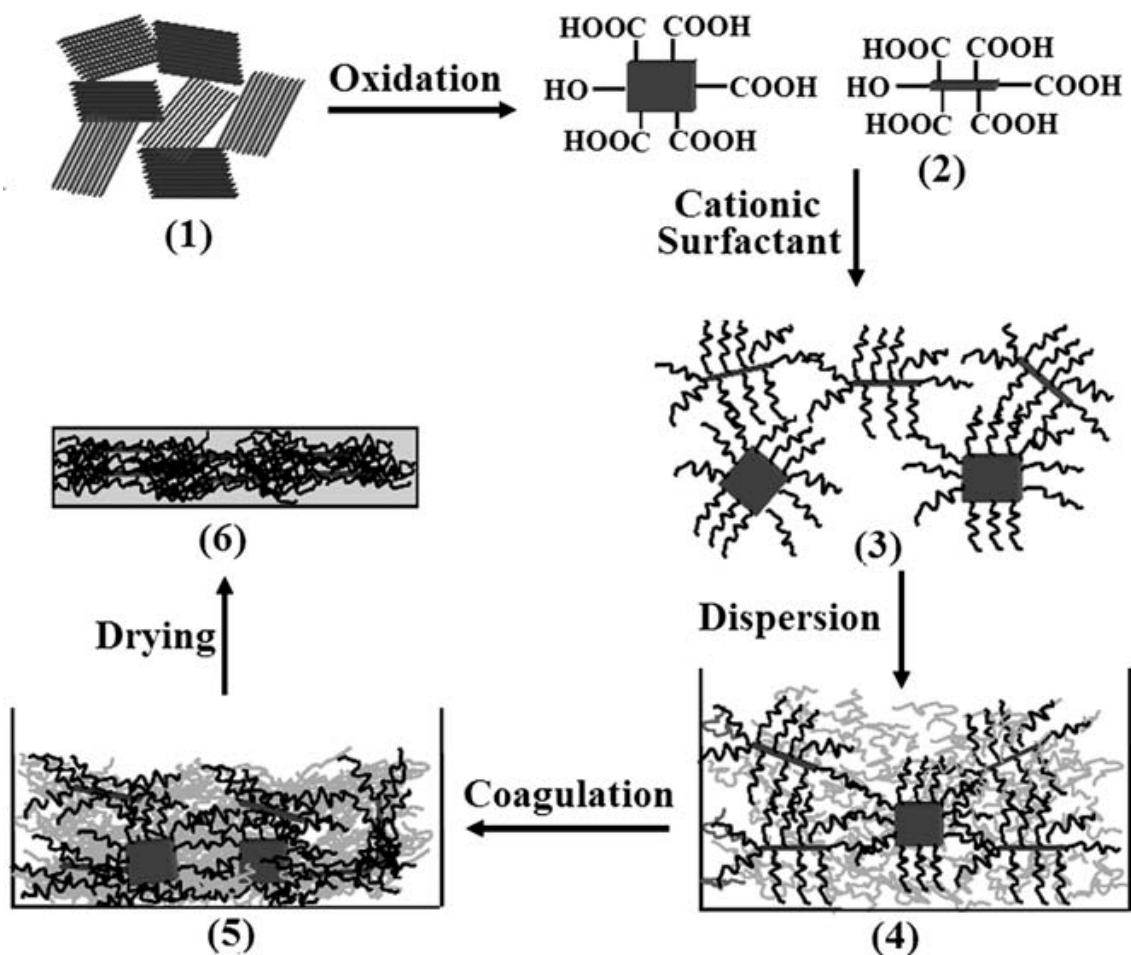 HOOC COOH
HO COOH
HOOC COOH
HOOC COOH
HO COOH
HOOC COOH
Oxidation
(1)
(2)
Cationic
Surfactant
(3)
(6)
Dispersion
Drying
Coagulation
(4)
(5)